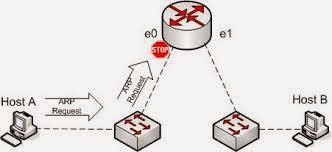 e0
e1
STOP
ARP
Request
Host A
ARP
Request
Host B